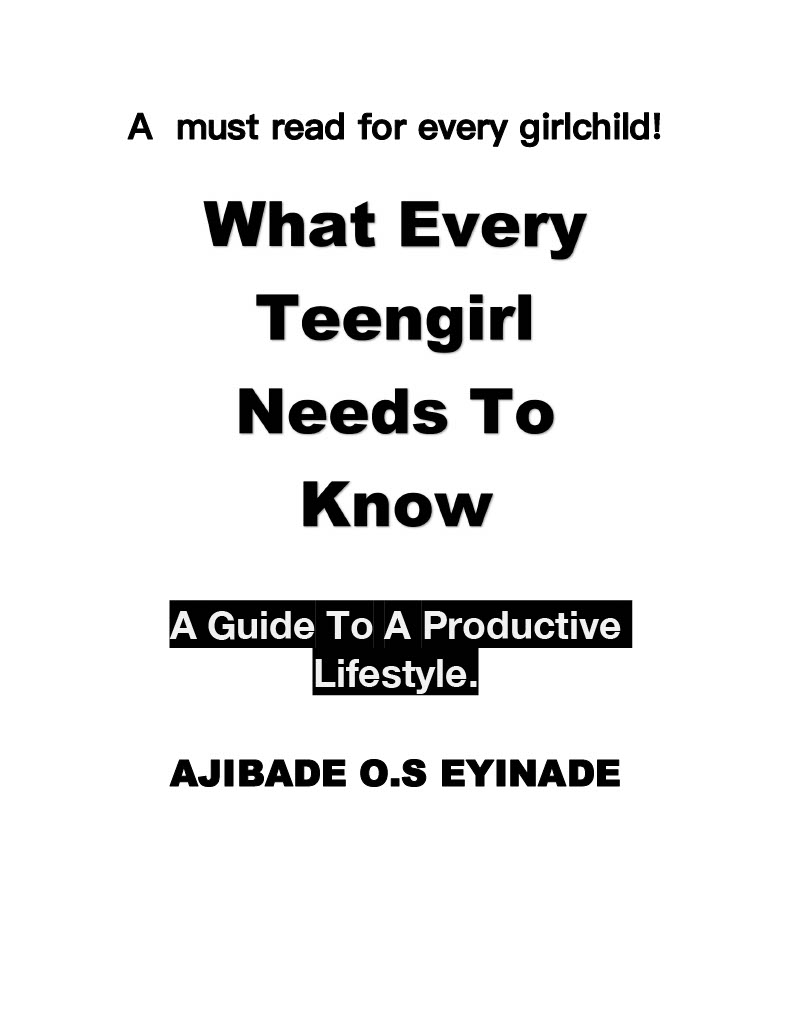 A  must read for every girlchild!
What Every
Teengirl
Needs To
Know
A Guide To A Productive
Lifestyle.
AJIBADE O.S EYINADE